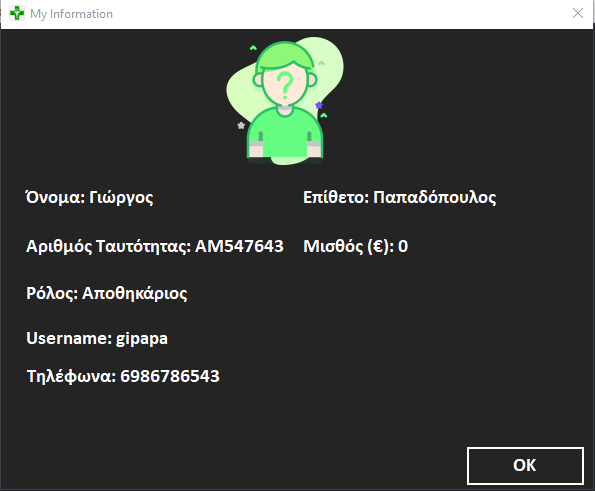 My Information
?
Όνομα: Γιώργος
Επίθετο: Παπαδόπουλος
Αριθμός Ταυτότητας: AM547643
Μισθός (€): 0
Ρόλος: Αποθηκάριος
Username: gipapa
Τηλέφωνα: 6986786543
OK